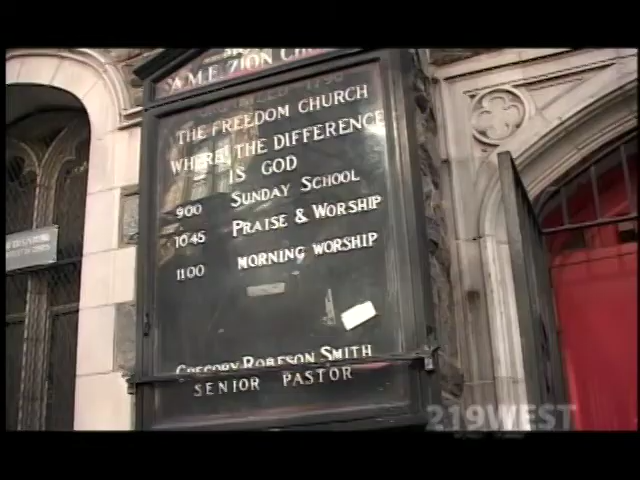 A.M.E. ZION
THE FREEDOM CHURCH
WHERE THE DIFFERENCE
IS GOD
900 SUNDAY SCHOOL
1045 PRAISE & WORSHIP
1100 MORNING WORSHIP
GREGORY ROBESON SMITH
SENIOR PASTOR
219WEST